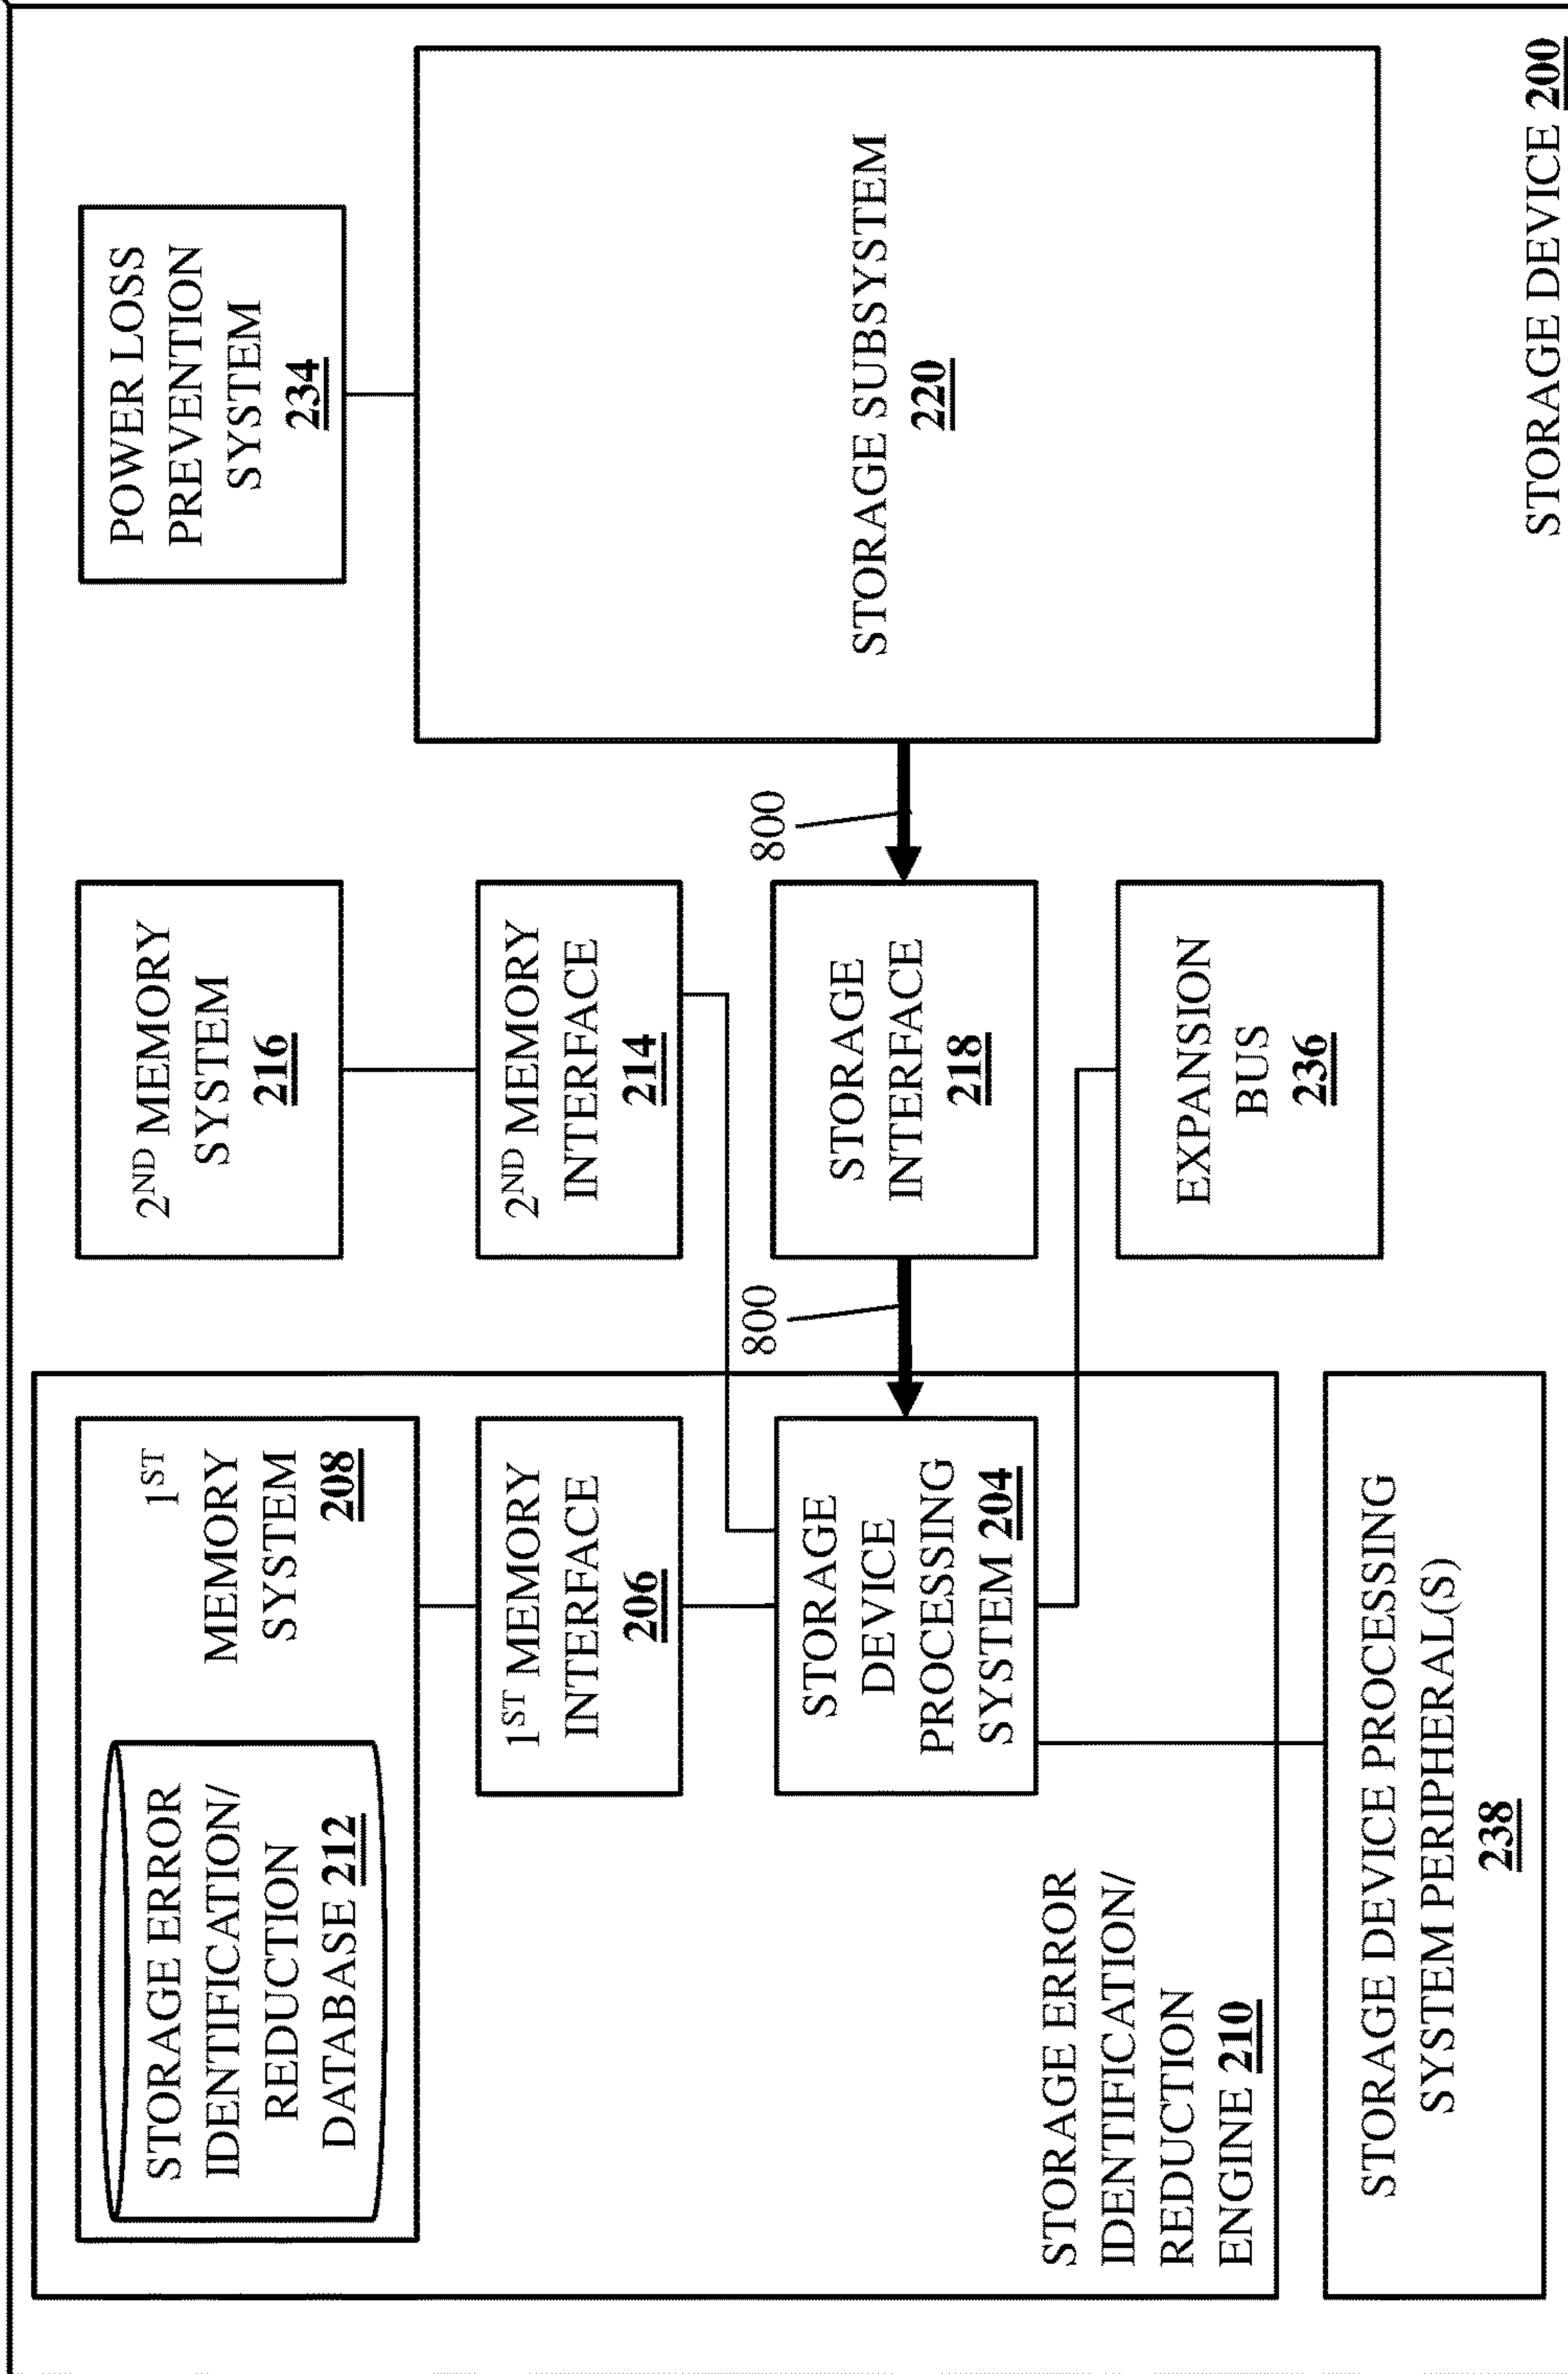 STORAGE ERROR
IDENTIFICATION/
REDUCTION
DATABASE 212
1ST
MEMORY
SYSTEM
208
2ND MEMORY
SYSTEM
216
POWER LOSS
PREVENTION
SYSTEM
234
1ST MEMORY
INTERFACE
206
2ND MEMORY
INTERFACE
214
STORAGE
DEVICE
PROCESSING
SYSTEM 204
800
STORAGE
INTERFACE
218
800
STORAGE SUBSYSTEM
220
STORAGE ERROR
IDENTIFICATION/
REDUCTION
ENGINE 210
EXPANSION
BUS
236
STORAGE DEVICE PROCESSING
SYSTEM PERIPHERAL(S)
238
STORAGE DEVICE 200